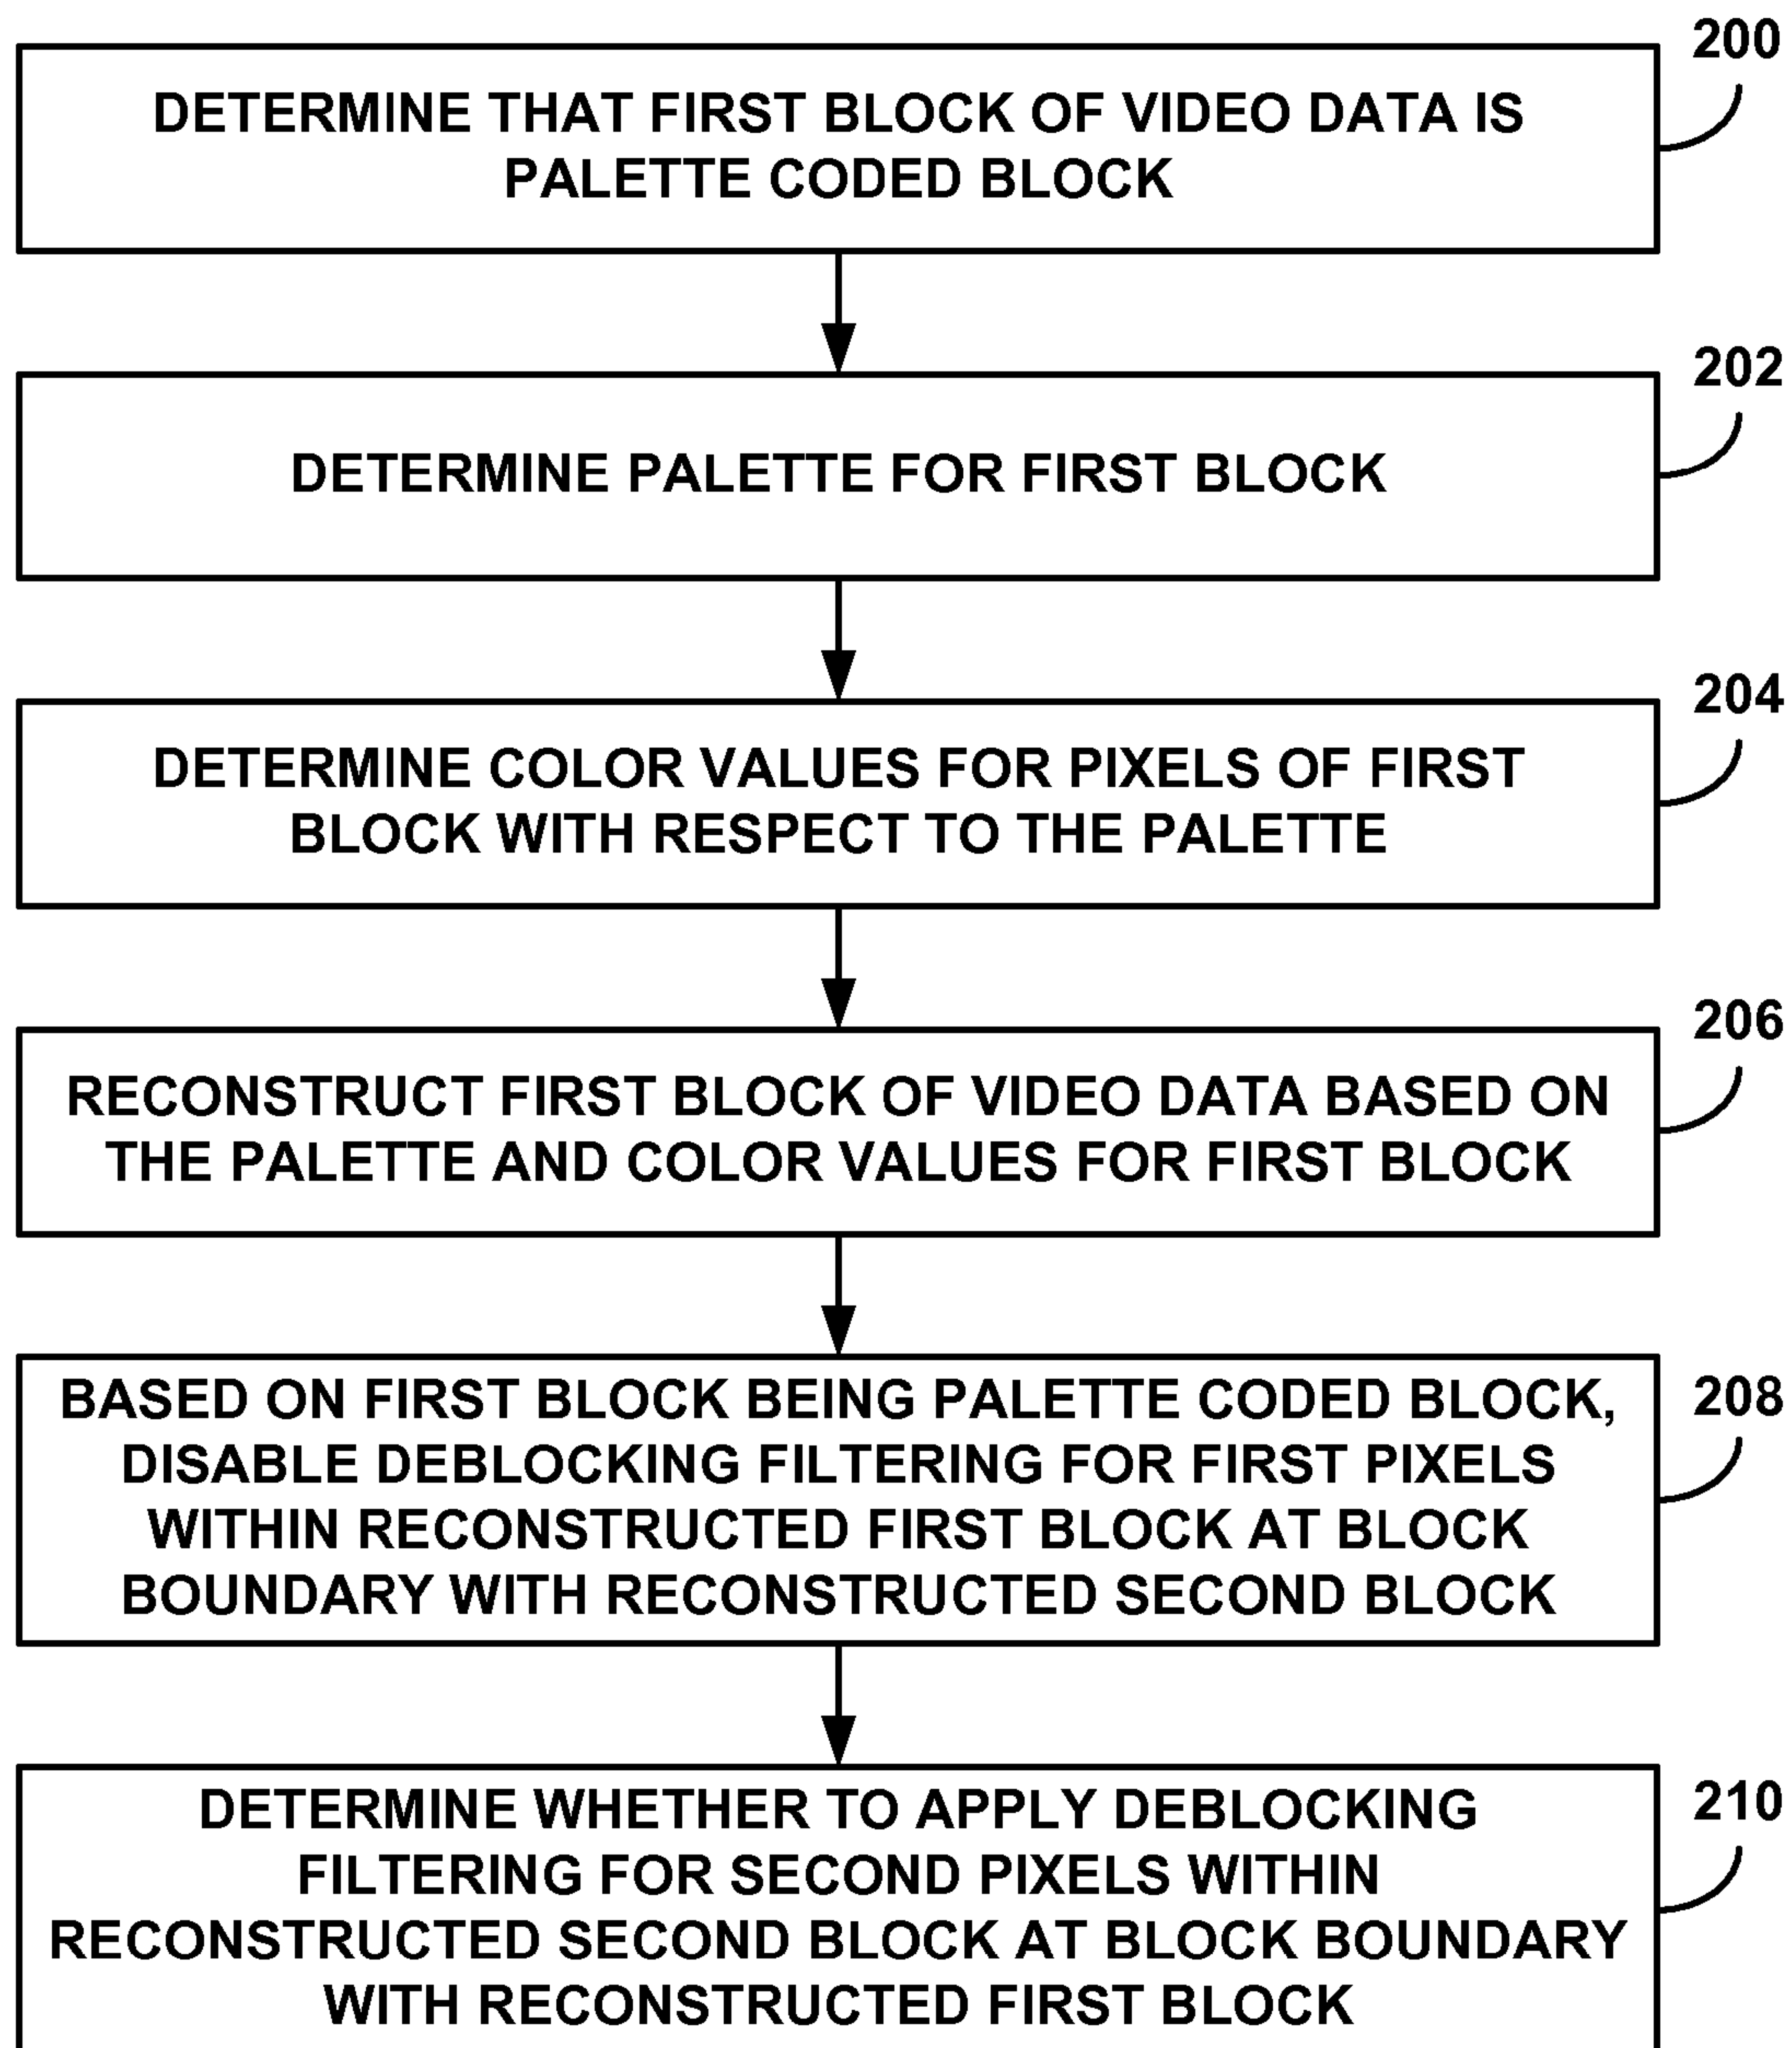 200
DETERMINE THAT FIRST BLOCK OF VIDEO DATA IS
PALETTE CODED BLOCK
202
DETERMINE PALETTE FOR FIRST BLOCK
204
DETERMINE COLOR VALUES FOR PIXELS OF FIRST
BLOCK WITH RESPECT TO THE PALETTE
206
RECONSTRUCT FIRST BLOCK OF VIDEO DATA BASED ON
THE PALETTE AND COLOR VALUES FOR FIRST BLOCK
208
BASED ON FIRST BLOCK BEING PALETTE CODED BLOCK,
DISABLE DEBLOCKING FILTERING FOR FIRST PIXELS
WITHIN RECONSTRUCTED FIRST BLOCK AT BLOCK
BOUNDARY WITH RECONSTRUCTED SECOND BLOCK
210
DETERMINE WHETHER TO APPLY DEBLOCKING
FILTERING FOR SECOND PIXELS WITHIN
RECONSTRUCTED SECOND BLOCK AT BLOCK BOUNDARY
WITH RECONSTRUCTED FIRST BLOCK